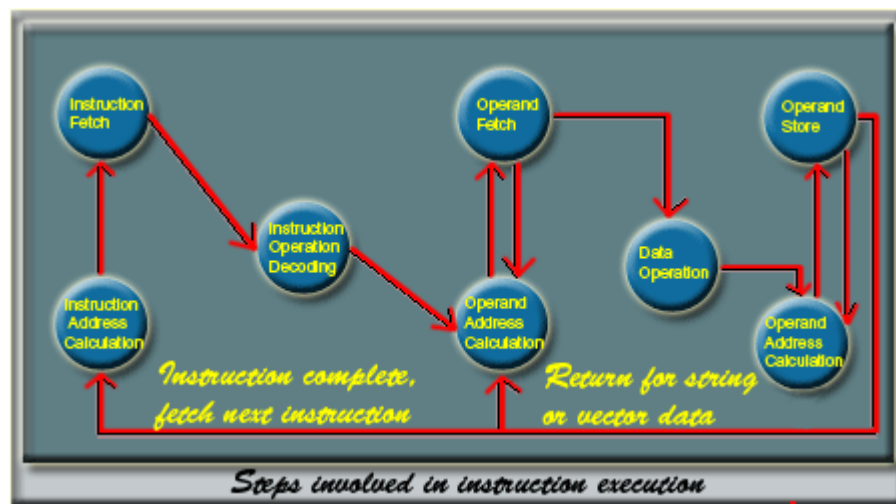 Instruction
Fetch
Operand
Fetch
Operand
Store
Instruction
Operation
Decoding
Data
Operation
Instruction
Address
Calculation
Operand
Address
Calculation
Operand
Address
Calculation
Instruction complete,
fetch next instruction
Return for string
or vector data
Steps involved in instruction execution